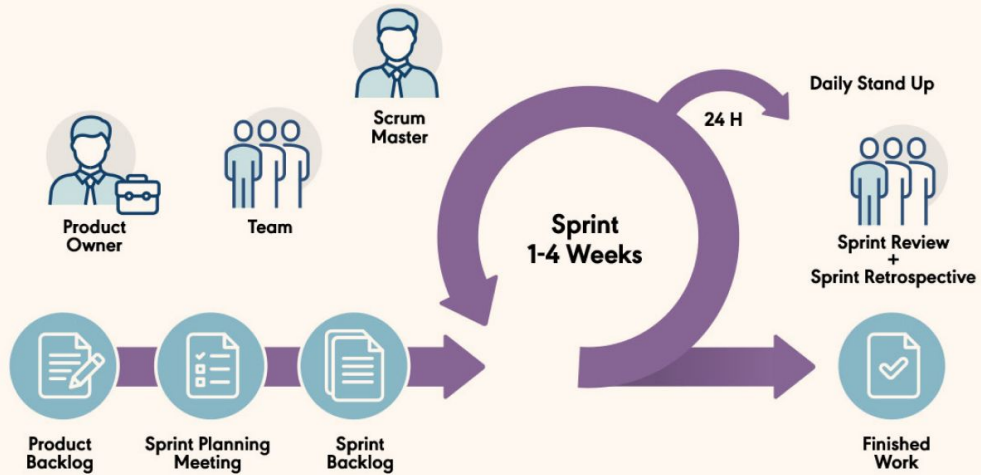 Scrum
Master
Product
Owner
Team
Daily Stand Up
24 H
Sprint
1-4 Weeks
Sprint Review
+
Sprint Retrospective
Product
Backlog
Sprint Planning
Meeting
Sprint
Backlog
Finished
Work